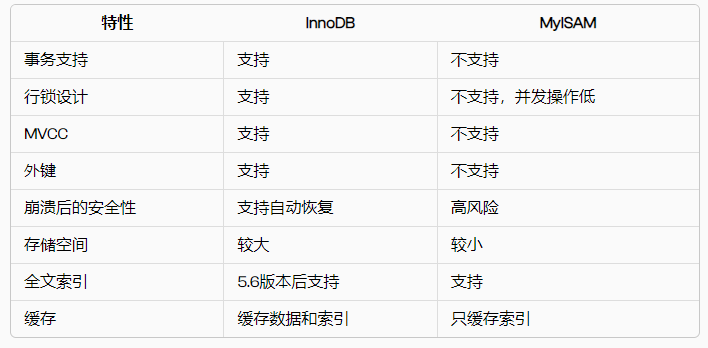 特性 InnoDB MyISAM
事务支持 支持 不支持
行锁设计 支持 不支持，并发操作低
MVCC 支持 不支持
外键 支持 不支持
崩溃后的安全性 支持自动恢复 高风险
存储空间 较大 较小
全文索引 5.6版本后支持 支持
缓存 缓存数据和索引 只缓存索引